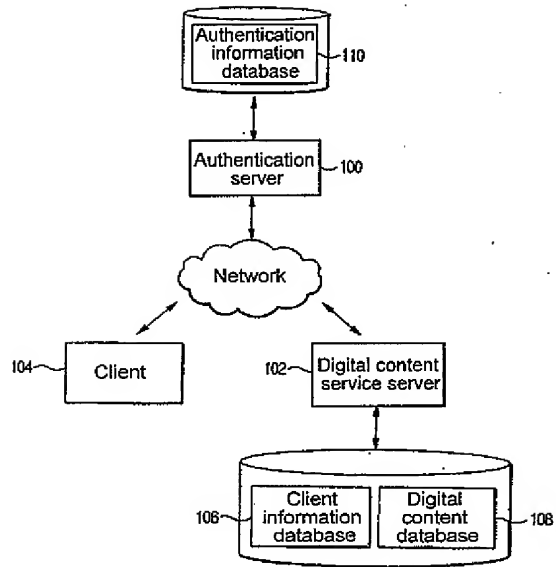 Authentication
information
database
110
Authentication
server
100
Network
104
Client
102
Digital content
service server
106
Client
information
database
Digital
content
database
108